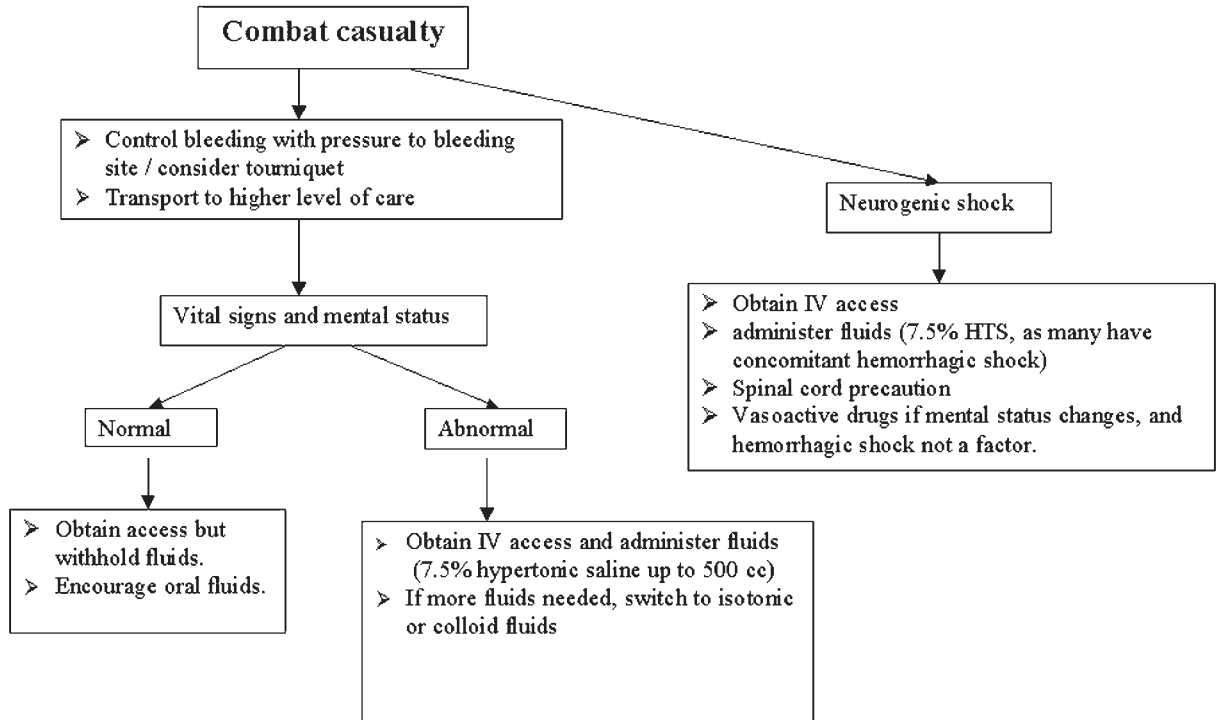 Combat casualty
➢ Control bleeding with pressure to bleeding
site / consider tourniquet
➢ Transport to higher level of care
Neurogenic shock
Vital signs and mental status
➢ Obtain IV access
➢ administer fluids (7.5% HTS, as many have
concomitant hemorrhagic shock)
➢ Spinal cord precaution
➢ Vasoactive drugs if mental status changes, and
hemorrhagic shock not a factor.
Normal
Abnormal
➢ Obtain access but
withhold fluids.
➢ Encourage oral fluids.
➢ Obtain IV access and administer fluids
(7.5% hypertonic saline up to 500 cc)
➢ If more fluids needed, switch to isotonic
or colloid fluids